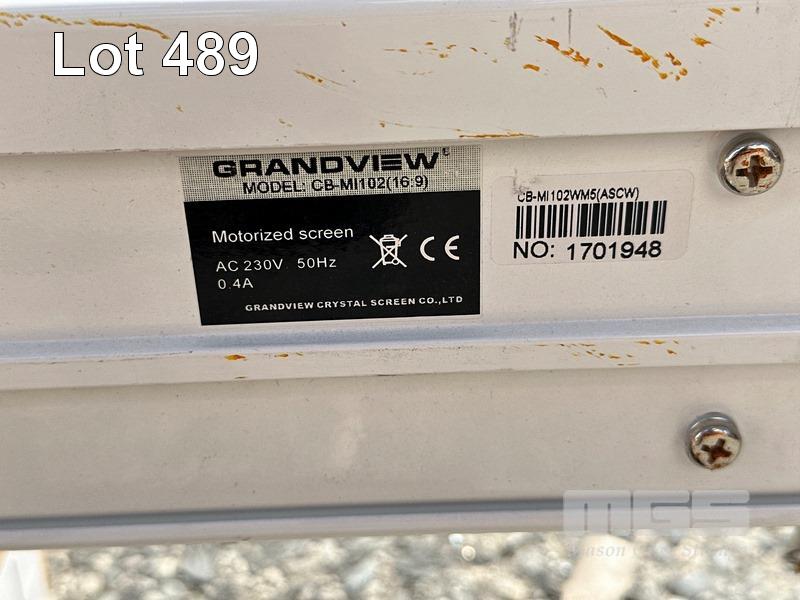 Lot 489
GRANDVIEW
MODEL: CB-MI102(16:9)
Motorized screen
AC 230V 50Hz
0.4A
CE
GRANDVIEW CRYSTAL SCREEN CO.,LTD
CB-MI102WM5(ASCW)
NO: 1701948
MGS